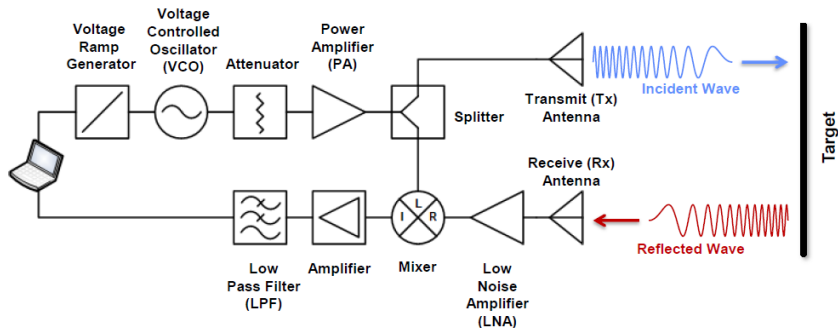 Voltage
Ramp
Generator
Voltage
Controlled
Oscillator
(VCO)
Attenuator
Power
Amplifier
(PA)
Splitter
Transmit (Tx)
Antenna
Incident Wave
Target
Receive (Rx)
Antenna
Reflected Wave
L
I
R
Low
Pass Filter
(LPF)
Amplifier
Mixer
Low
Noise
Amplifier
(LNA)